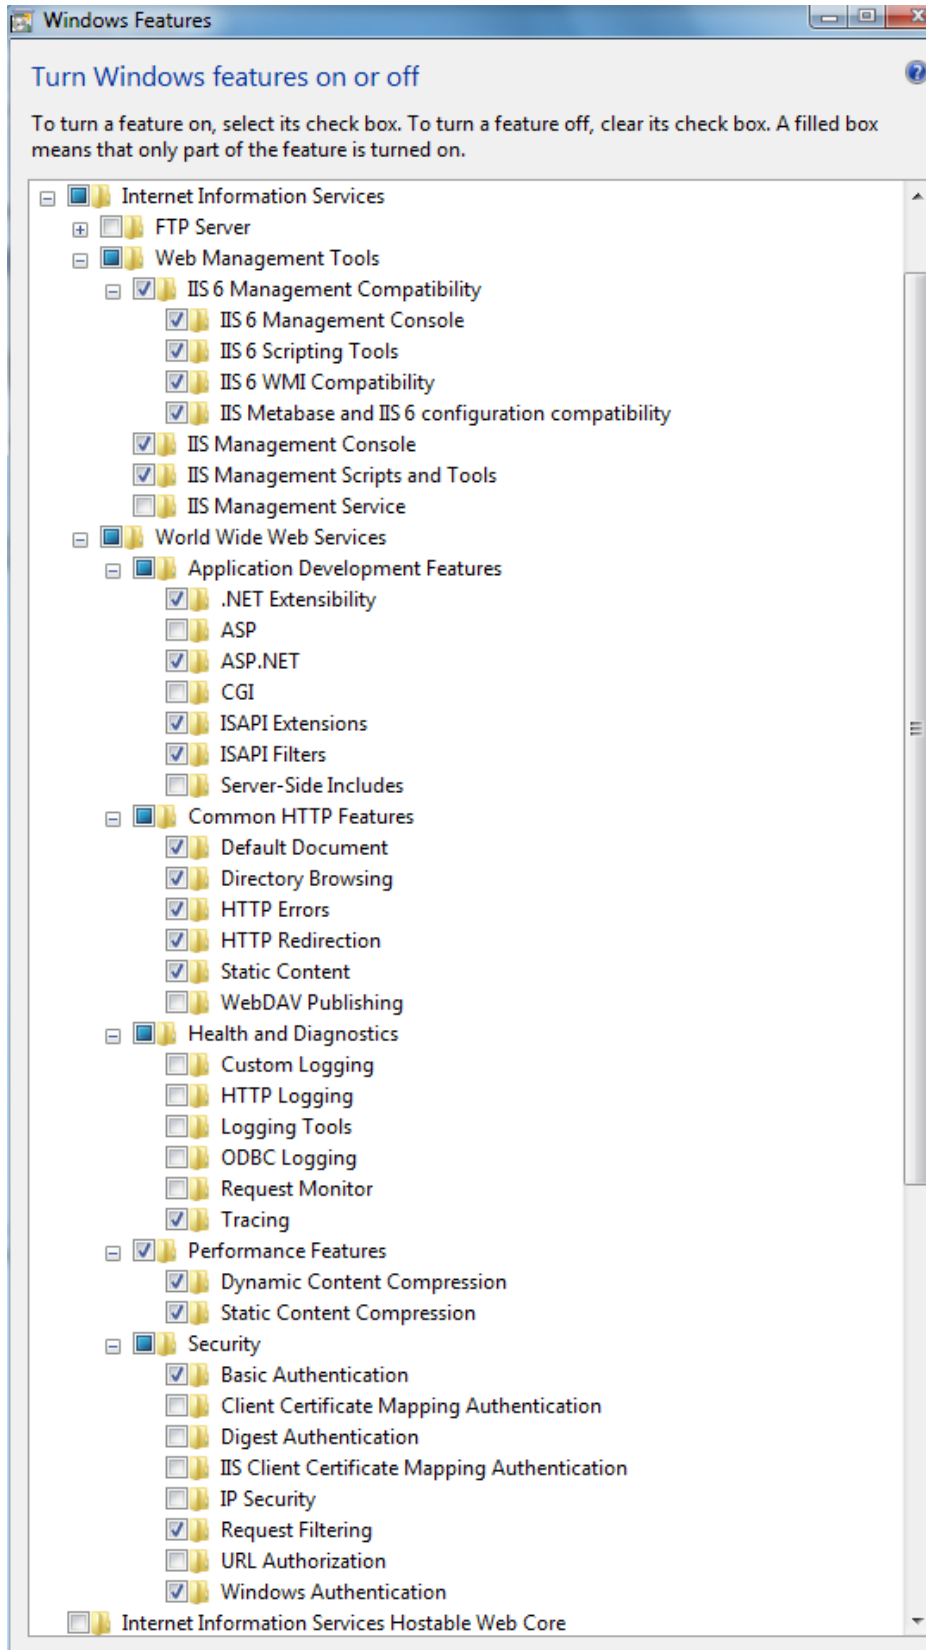 Windows Features
Turn Windows features on or off
To turn a feature on, select its check box. To turn a feature off, clear its check box. A filled box
means that only part of the feature is turned on.
Internet Information Services
FTP Server
Web Management Tools
IIS 6 Management Compatibility
IIS 6 Management Console
IIS 6 Scripting Tools
IIS 6 WMI Compatibility
IIS Metabase and IIS 6 configuration compatibility
IIS Management Console
IIS Management Scripts and Tools
IIS Management Service
World Wide Web Services
Application Development Features
.NET Extensibility
ASP
ASP.NET
CGI
ISAPI Extensions
ISAPI Filters
Server-Side Includes
Common HTTP Features
Default Document
Directory Browsing
HTTP Errors
HTTP Redirection
Static Content
WebDAV Publishing
Health and Diagnostics
Custom Logging
HTTP Logging
Logging Tools
ODBC Logging
Request Monitor
Tracing
Performance Features
Dynamic Content Compression
Static Content Compression
Security
Basic Authentication
Client Certificate Mapping Authentication
Digest Authentication
IIS Client Certificate Mapping Authentication
IP Security
Request Filtering
URL Authorization
Windows Authentication
Internet Information Services Hostable Web Core